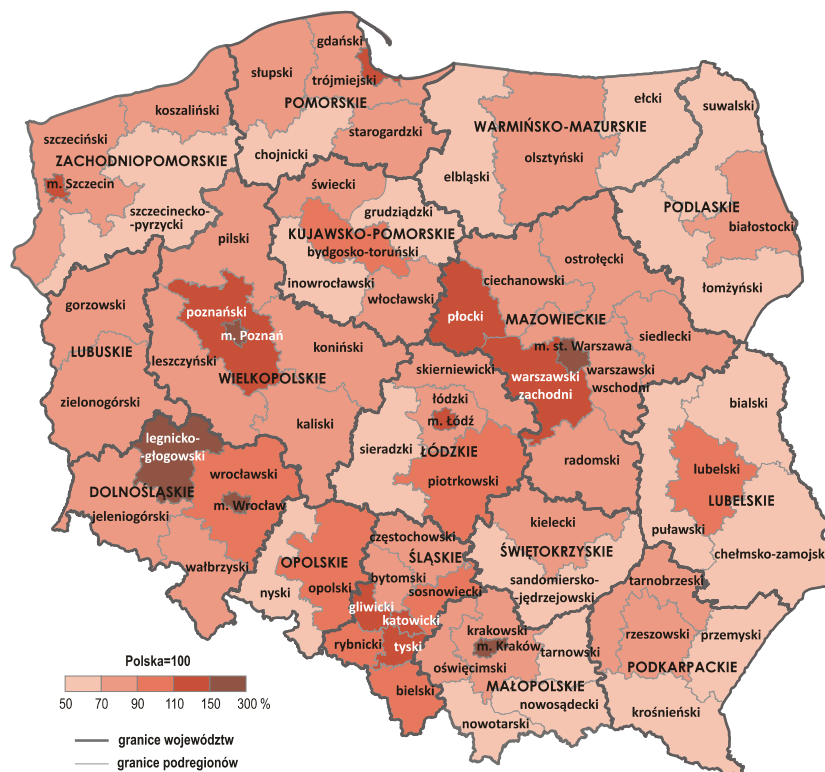 gdański
słupski
trójmiejski
POMORSKIE
koszaliński
starogardzki
chojnicki
szczeciński
ZACHODNIOPOMORSKIE
m. Szczecin
szczecinecko-
-pyrzycki
ełcki
suwalski
WARMIŃSKO-MAZURSKIE
olsztyński
elbląski
PODLASKIE
białostocki
łomżyński
świecki
grudziądzki
KUJAWSKO-POMORSKIE
bydgosko-toruński
inowrocławski
włocławski
pilski
poznański
m. Poznań
leszczyński
WIELKOPOLSKIE
koniński
kaliski
gorzowski
LUBUSKIE
zielonogórski
ostrołęcki
ciechanowski
płocki
MAZOWIECKIE
siedlecki
m. st. Warszawa
warszawski
zachodni
warszawski
wschodni
radomski
skierniewicki
łódzki
m. Łódź
sieradzki
ŁÓDZKIE
piotrkowski
bialski
lubelski
LUBELSKIE
puławski
chełmsko-zamojski
legnicko-
-głogowski
wrocławski
DOLNOŚLĄSKIE
m. Wrocław
jeleniogórski
wałbrzyski
OPOLSKIE
opolski
nyski
częstochowski
ŚLĄSKIE
bytomski
sosnowiecki
gliwicki
katowicki
rybnicki
tyski
bielski
kielecki
ŚWIĘTOKRZYSKIE
sandomiersko-
jędrzejowski
krakowski
m. Kraków
tarnowski
oświęcimski
MAŁOPOLSKIE
nowosądecki
nowotarski
tarnobrzeski
rzeszowski
przemyski
PODKARPACKIE
krośnieński
Polska=100
50 70 90 110 150 300 %
granice województw
granice podregionów